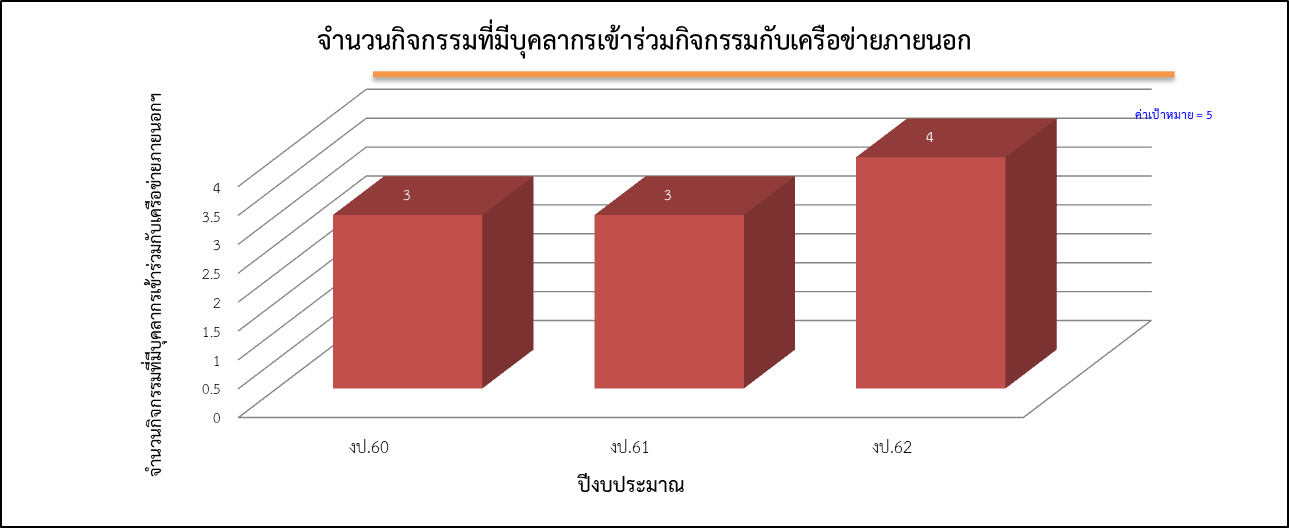 จำนวนกิจกรรมที่มีบุคลากรเข้าร่วมกิจกรรมกับเครือข่ายภายนอก
ค่าเป้าหมาย = 5
จำนวนกิจกรรมที่มีบุคลากรเข้าร่วมกับเครือข่ายภายนอกฯ
4
3.5
3
2.5
2
1.5
1
0.5
0
3
3
4
งป.60
งป.61
งป.62
ปีงบประมาณ